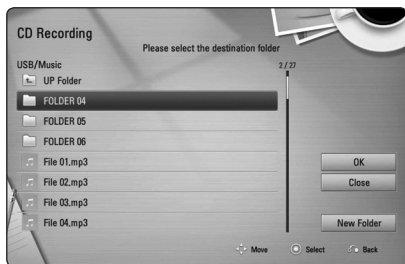 CD Recording
Please select the destination folder
USB/Music
2 / 27
UP Folder
FOLDER 04
FOLDER 05
FOLDER 06
File 01.mp3
File 02.mp3
File 03.mp3
File 04.mp3
OK
Close
New Folder
Move
Select
Back